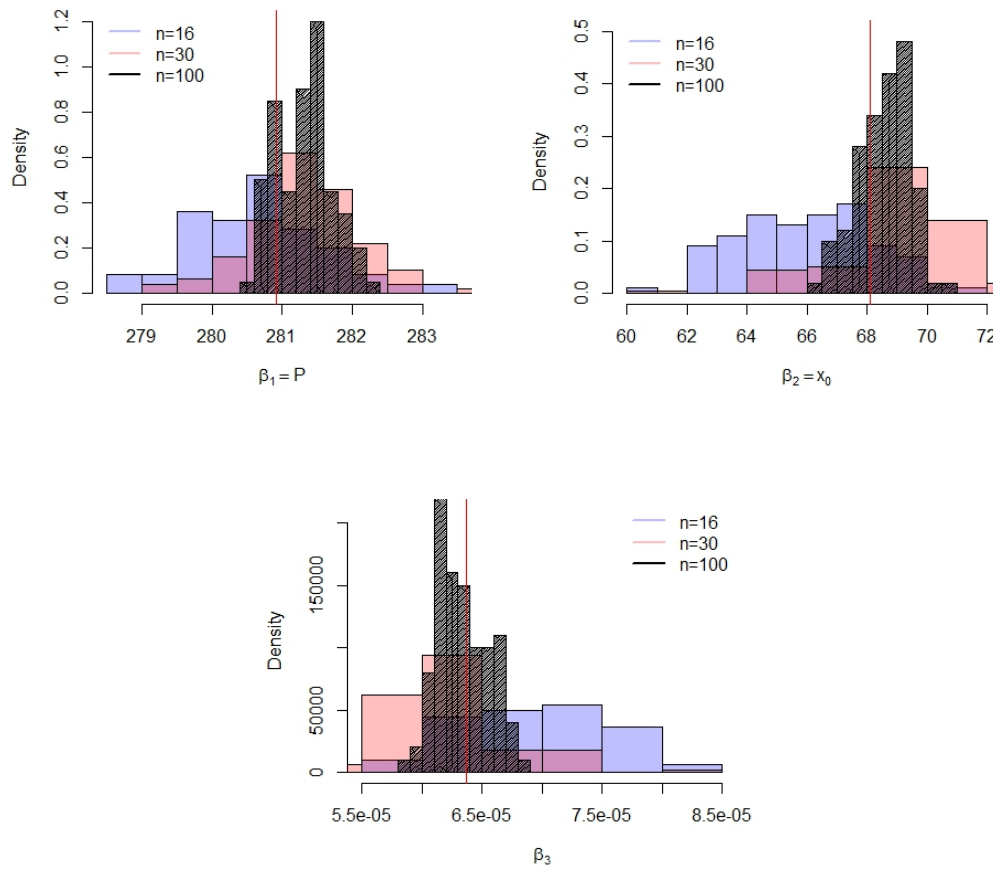 1.2
1.0
0.8
0.6
0.4
0.2
0.0
Density
n=16
n=30
n=100
279 280 281 282 283
β₁ = P
0.5
0.4
0.3
0.2
0.1
0.0
Density
n=16
n=30
n=100
60 62 64 66 68 70 72
β₂ = x₀
150000
50000
0
Density
n=16
n=30
n=100
5.5e-05 6.5e-05 7.5e-05 8.5e-05
β₃